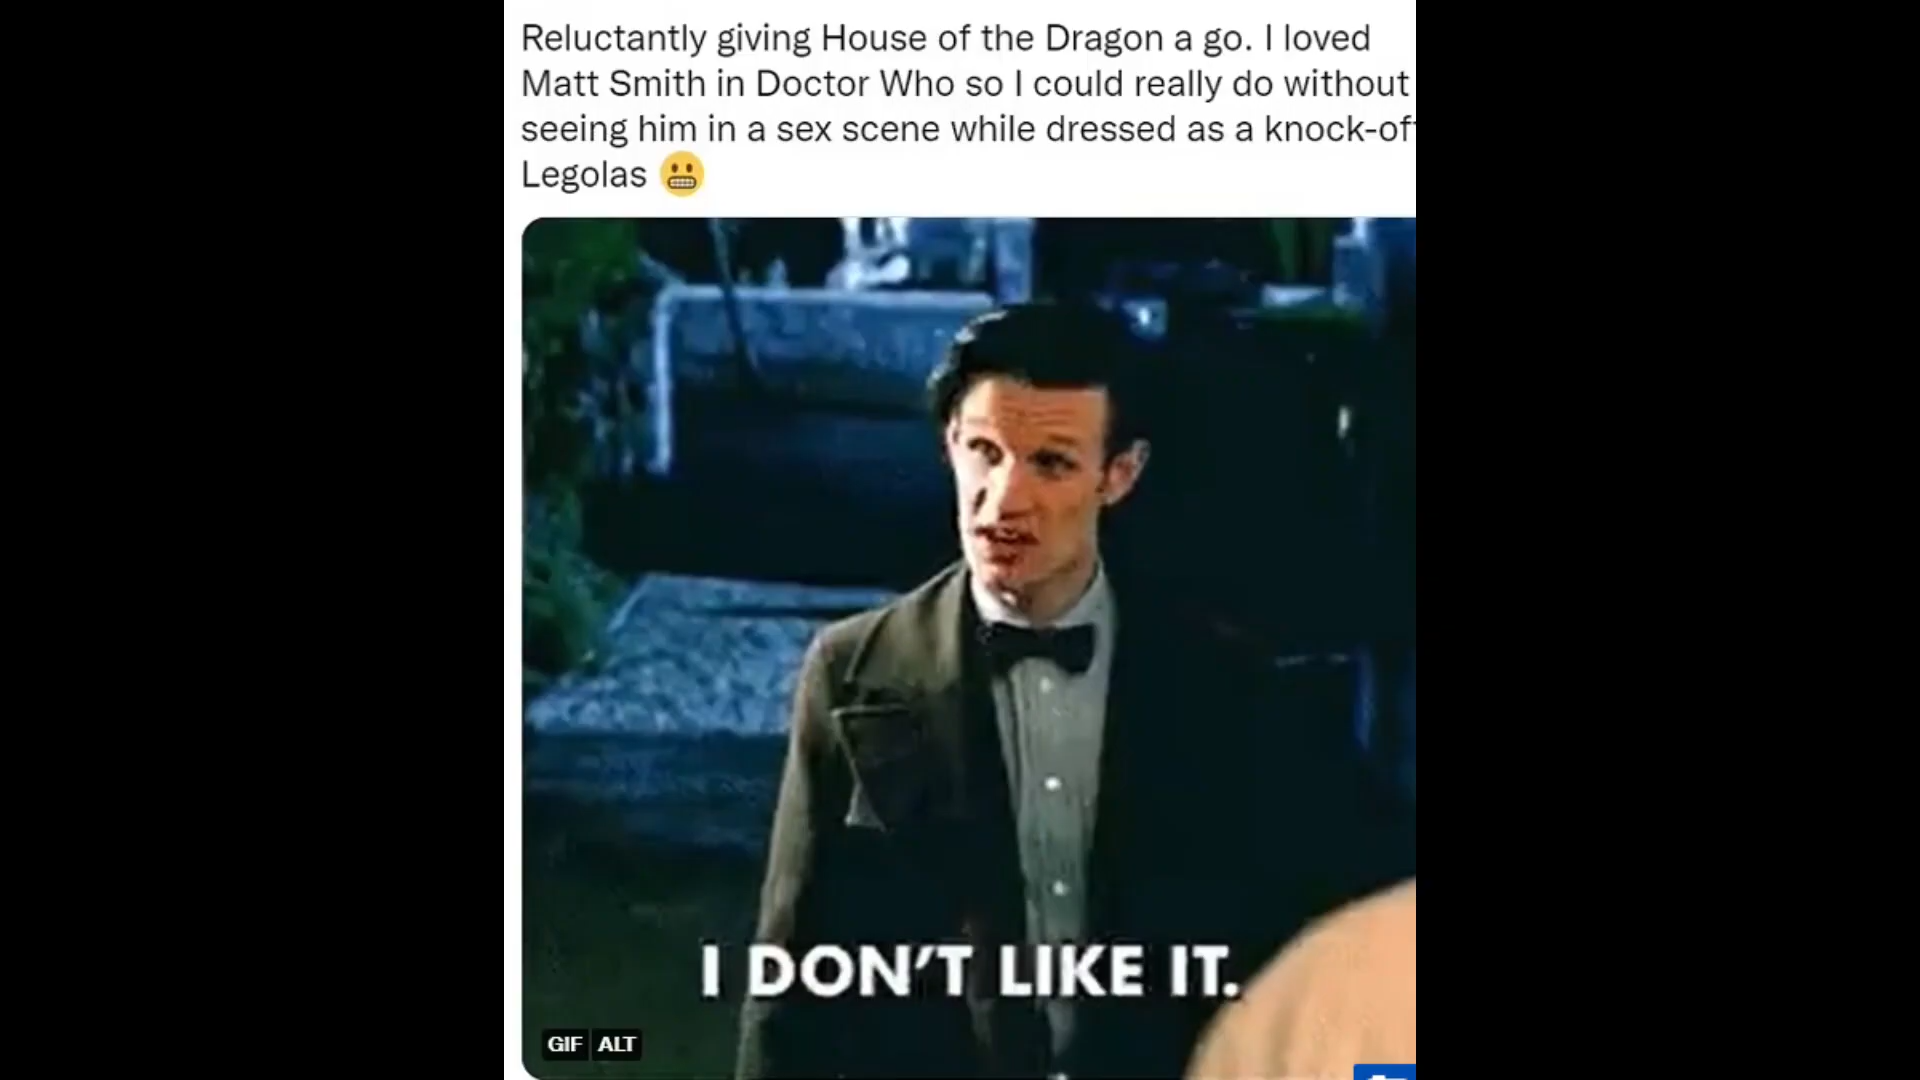 Reluctantly giving House of the Dragon a go. I loved
Matt Smith in Doctor Who so I could really do without
seeing him in a sex scene while dressed as a knock-of
Legolas 😬
I DON'T LIKE IT.
GIF ALT